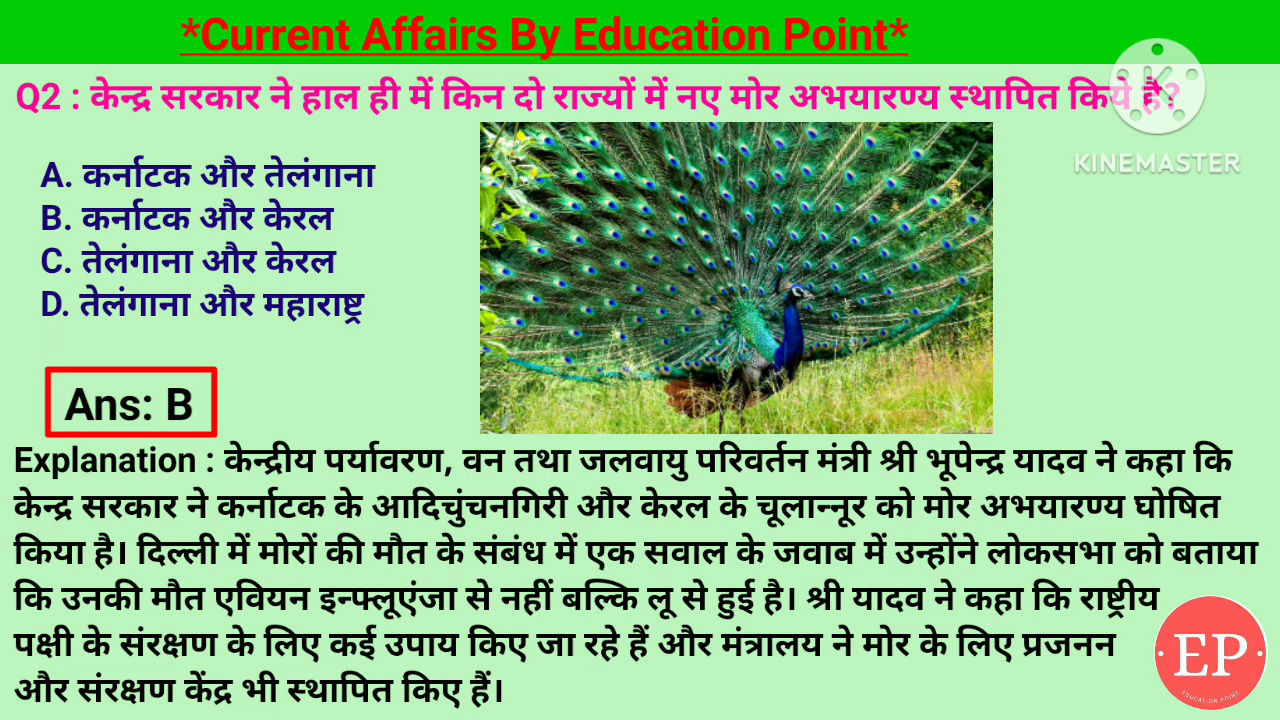 *Current Affairs By Education Point*
Q2 : केन्द्र सरकार ने हाल ही में किन दो राज्यों में नए मोर अभयारण्य स्थापित किये है?
KINEMASTER
A. कर्नाटक और तेलंगाना
B. कर्नाटक और केरल
C. तेलंगाना और केरल
D. तेलंगाना और महाराष्ट्र
Ans: B
Explanation : केन्द्रीय पर्यावरण, वन तथा जलवायु परिवर्तन मंत्री श्री भूपेन्द्र यादव ने कहा कि
केन्द्र सरकार ने कर्नाटक के आदिचुंचनगिरी और केरल के चूलान्नूर को मोर अभयारण्य घोषित
किया है। दिल्ली में मोरों की मौत के संबंध में एक सवाल के जवाब में उन्होंने लोकसभा को बताया
कि उनकी मौत एवियन इन्फ्लूएंजा से नहीं बल्कि लू से हुई है। श्री यादव ने कहा कि राष्ट्रीय
पक्षी के संरक्षण के लिए कई उपाय किए जा रहे हैं और मंत्रालय ने मोर के लिए प्रजनन
और संरक्षण केंद्र भी स्थापित किए हैं।
EP
EDUCATION POINT